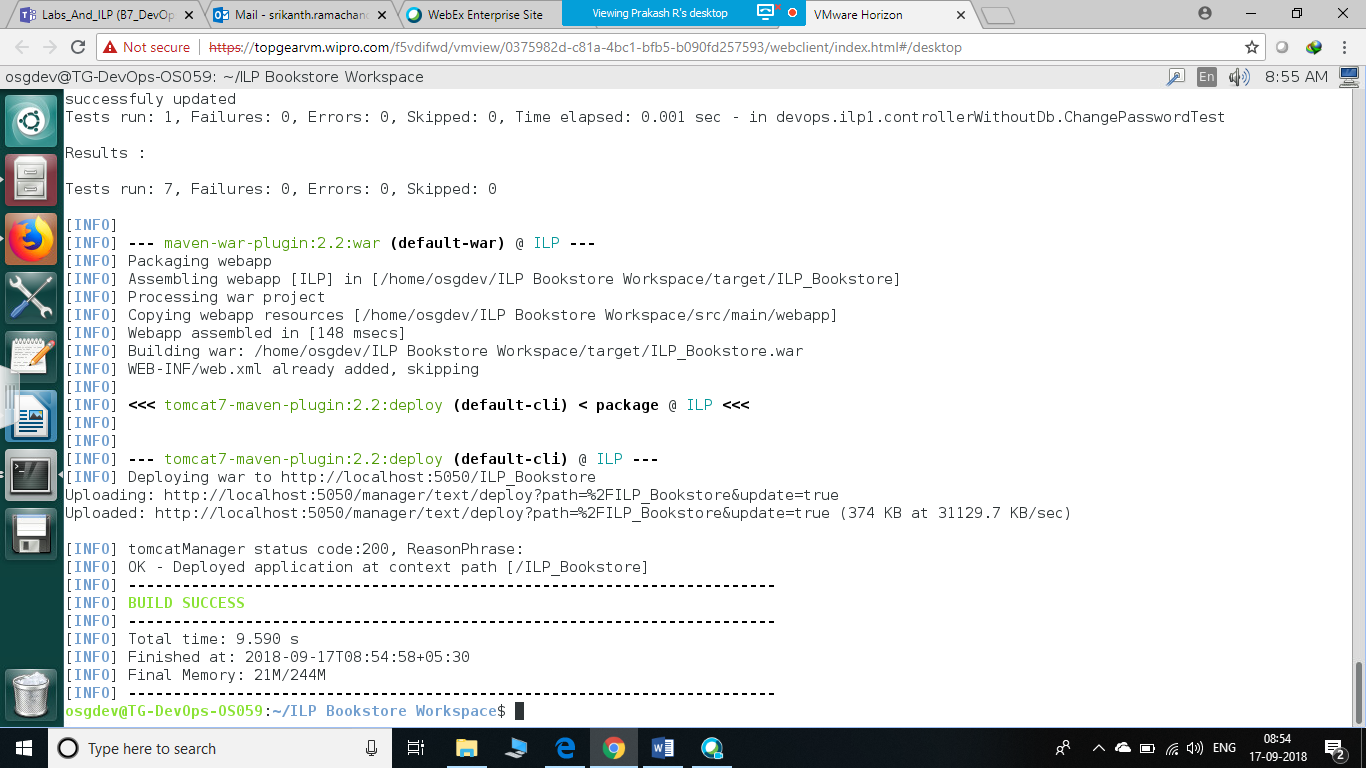 Labs_And_ILP (B7_DevOp
Mail - srikanth.ramachand
WebEx Enterprise Site
Viewing Prakash R's desktop
VMware Horizon
Not secure
https://topgearvm.wipro.com/f5vdifwd/vmview/0375982d-c81a-4bc1-bfb5-b090fd257593/webclient/index.html#/desktop
osgdev@TG-DevOps-OS059: ~/ILP Bookstore Workspace
En
8:55 AM
successfuly updated
Tests run: 1, Failures: 0, Errors: 0, Skipped: 0, Time elapsed: 0.001 sec - in devops.ilp1.controllerWithoutDb.ChangePasswordTest
Results :
Tests run: 7, Failures: 0, Errors: 0, Skipped: 0
[INFO]
[INFO] --- maven-war-plugin:2.2:war (default-war) @ ILP ---
[INFO] Packaging webapp
[INFO] Assembling webapp [ILP] in [/home/osgdev/ILP Bookstore Workspace/target/ILP_Bookstore]
[INFO] Processing war project
[INFO] Copying webapp resources [/home/osgdev/ILP Bookstore Workspace/src/main/webapp]
[INFO] Webapp assembled in [148 msecs]
[INFO] Building war: /home/osgdev/ILP Bookstore Workspace/target/ILP_Bookstore.war
[INFO] WEB-INF/web.xml already added, skipping
[INFO]
[INFO] <<< tomcat7-maven-plugin:2.2:deploy (default-cli) < package @ ILP <<<
[INFO]
[INFO]
[INFO] --- tomcat7-maven-plugin:2.2:deploy (default-cli) @ ILP ---
[INFO] Deploying war to http://localhost:5050/ILP_Bookstore
Uploading: http://localhost:5050/manager/text/deploy?path=%2FILP_Bookstore&update=true
Uploaded: http://localhost:5050/manager/text/deploy?path=%2FILP_Bookstore&update=true (374 KB at 31129.7 KB/sec)
[INFO] tomcatManager status code:200, ReasonPhrase:
[INFO] OK - Deployed application at context path [/ILP_Bookstore]
[INFO] ------------------------------------------------------------------------
[INFO] BUILD SUCCESS
[INFO] ------------------------------------------------------------------------
[INFO] Total time: 9.590 s
[INFO] Finished at: 2018-09-17T08:54:58+05:30
[INFO] Final Memory: 21M/244M
[INFO] ------------------------------------------------------------------------
osgdev@TG-DevOps-OS059:~/ILP Bookstore Workspace$
Type here to search
ENG
08:54
17-09-2018
2